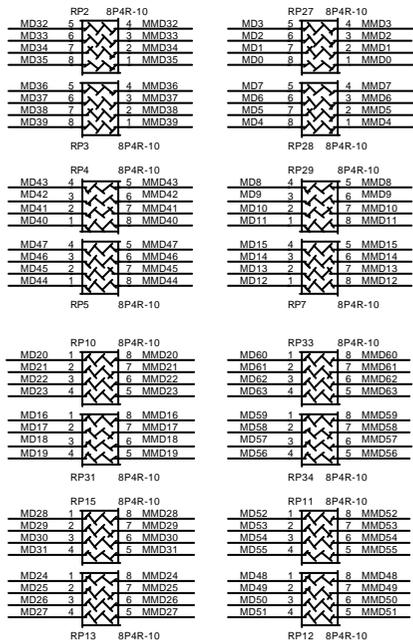 RP2 8P4R-10
MD32 5 4 MMD32
MD33 6 3 MMD33
MD34 7 2 MMD34
MD35 8 1 MMD35
MD36 5 4 MMD36
MD37 6 3 MMD37
MD38 7 2 MMD38
MD39 8 1 MMD39
RP3 8P4R-10
RP27 8P4R-10
MD3 5 4 MMD3
MD2 6 3 MMD2
MD1 7 2 MMD1
MD0 8 1 MMD0
MD7 5 4 MMD7
MD6 6 3 MMD6
MD5 7 2 MMD5
MD4 8 1 MMD4
RP28 8P4R-10
RP4 8P4R-10
MD43 4 5 MMD43
MD42 3 6 MMD42
MD41 2 7 MMD41
MD40 1 8 MMD40
MD47 4 5 MMD47
MD46 3 6 MMD46
MD45 2 7 MMD45
MD44 1 8 MMD44
RP5 8P4R-10
RP29 8P4R-10
MD8 4 5 MMD8
MD9 3 6 MMD9
MD10 2 7 MMD10
MD11 1 8 MMD11
MD15 4 5 MMD15
MD14 3 6 MMD14
MD13 2 7 MMD13
MD12 1 8 MMD12
RP7 8P4R-10
RP10 8P4R-10
MD20 1 8 MMD20
MD21 2 7 MMD21
MD22 3 6 MMD22
MD23 4 5 MMD23
MD16 1 8 MMD16
MD17 2 7 MMD17
MD18 3 6 MMD18
MD19 4 5 MMD19
RP31 8P4R-10
RP33 8P4R-10
MD60 1 8 MMD60
MD61 2 7 MMD61
MD62 3 6 MMD62
MD63 4 5 MMD63
MD59 1 8 MMD59
MD58 2 7 MMD58
MD57 3 6 MMD57
MD56 4 5 MMD56
RP34 8P4R-10
RP15 8P4R-10
MD28 1 8 MMD28
MD29 2 7 MMD29
MD30 3 6 MMD30
MD31 4 5 MMD31
MD24 1 8 MMD24
MD25 2 7 MMD25
MD26 3 6 MMD26
MD27 4 5 MMD27
RP13 8P4R-10
RP11 8P4R-10
MD52 1 8 MMD52
MD53 2 7 MMD53
MD54 3 6 MMD54
MD55 4 5 MMD55
MD48 1 8 MMD48
MD49 2 7 MMD49
MD50 3 6 MMD50
MD51 4 5 MMD51
RP12 8P4R-10